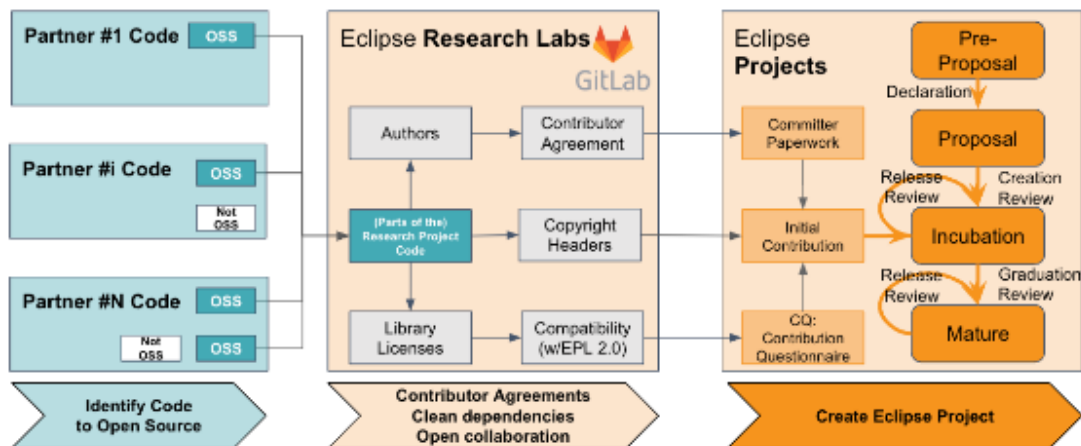 Partner #1 Code
OSS
Partner #i Code
OSS
Not
OSS
Partner #N Code
OSS
Not
OSS
OSS
Identify Code
to Open Source
Eclipse Research Labs
GitLab
Authors
Contributor
Agreement
(Parts of the)
Research Project
Code
Copyright
Headers
Library
Licenses
Compatibility
(w/EPL 2.0)
Contributor Agreements
Clean dependencies
Open collaboration
Eclipse
Projects
Pre-
Proposal
Declaration
Committer
Paperwork
Proposal
Release
Review
Creation
Review
Initial
Contribution
Incubation
Release
Review
Graduation
Review
CQ:
Contribution
Questionnaire
Mature
Create Eclipse Project